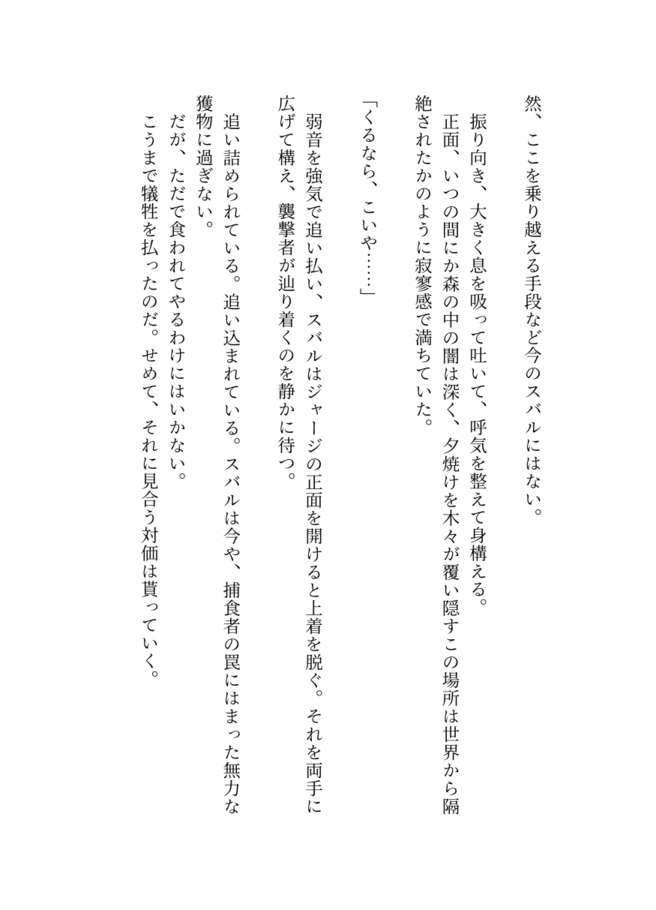 然、ここを乗り越える手段など今のスバルにはない。
　振り向き、大きく息を吸って吐いて、呼気を整えて身構える。
　正面、いつの間にか森の中の闇は深く、夕焼けを木々が覆い隠すこの場所は世界から隔
絶されたかのように寂寥感で満ちていた。
「くるなら、こいや……」
　弱音を強気で追い払い、スバルはジャージの正面を開けると上着を脱ぐ。それを両手に
広げて構え、襲撃者が辿り着くのを静かに待つ。
　追い詰められている。追い込まれている。スバルは今や、捕食者の罠にはまった無力な
獲物に過ぎない。
　だが、ただで食われてやるわけにはいかない。
　こうまで犠牲を払ったのだ。せめて、それに見合う対価は貰っていく。